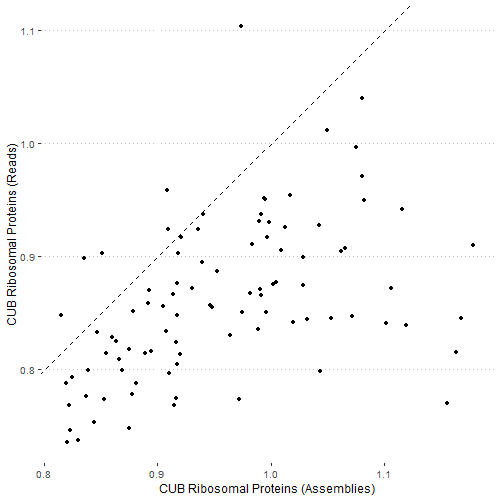 1.1
1.0
0.9
0.8
CUB Ribosomal Proteins (Reads)
0.8 0.9 1.0 1.1
CUB Ribosomal Proteins (Assemblies)